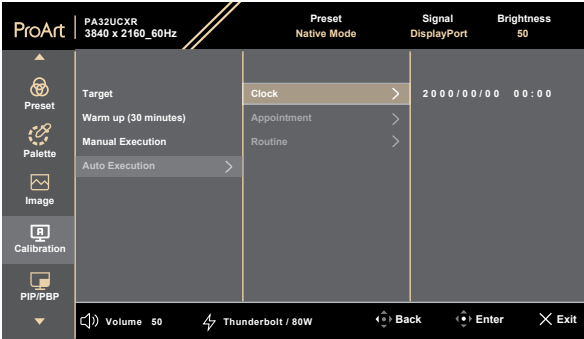 ProArt
PA32UCXR
3840 x 2160_60Hz
Preset
Native Mode
Signal
DisplayPort
Brightness
50
Preset
Palette
Image
Calibration
PIP/PBP
Target
Warm up (30 minutes)
Manual Execution
Auto Execution
Clock
Appointment
Routine
2000/00/00 00:00
Volume 50
Thunderbolt / 80W
Back
Enter
Exit